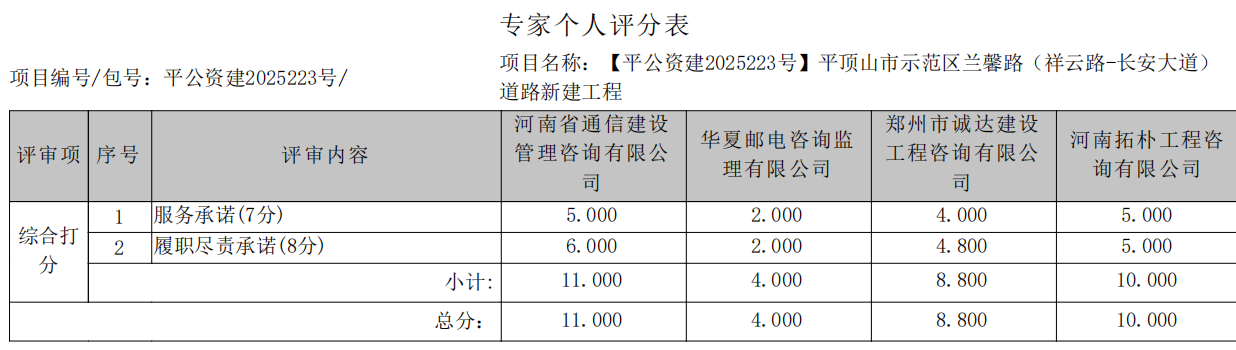 专家个人评分表
项目编号/包号：平公资建2025223号/
项目名称：【平公资建2025223号】平顶山市示范区兰馨路（祥云路-长安大道）
道路新建工程
评审项 序号 评审内容 河南省通信建设管理咨询有限公司 华夏邮电咨询监理有限公司 郑州市诚达建设工程咨询有限公司 河南拓朴工程咨询有限公司
综合打分 1 服务承诺(7分) 5.000 2.000 4.000 5.000
2 履职尽责承诺(8分) 6.000 2.000 4.800 5.000
小计: 11.000 4.000 8.800 10.000
总分： 11.000 4.000 8.800 10.000